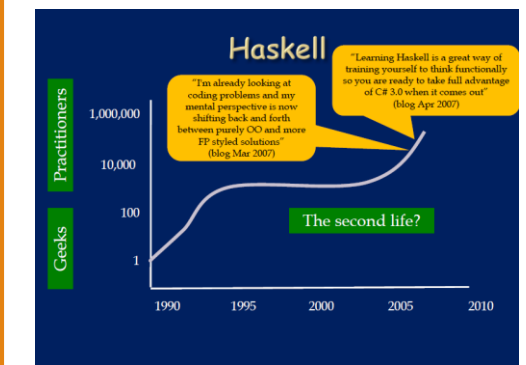 Haskell
"Learning Haskell is a great way of
training yourself to think functionally
so you are ready to take full advantage
of C# 3.0 when it comes out"
(blog Apr 2007)
"I'm already looking at
coding problems and my
mental perspective is now
shifting back and forth
between purely OO and more
FP styled solutions"
(blog Mar 2007)
Practitioners
1,000,000
10,000
100
The second life?
Geeks
1
1990 1995 2000 2005 2010